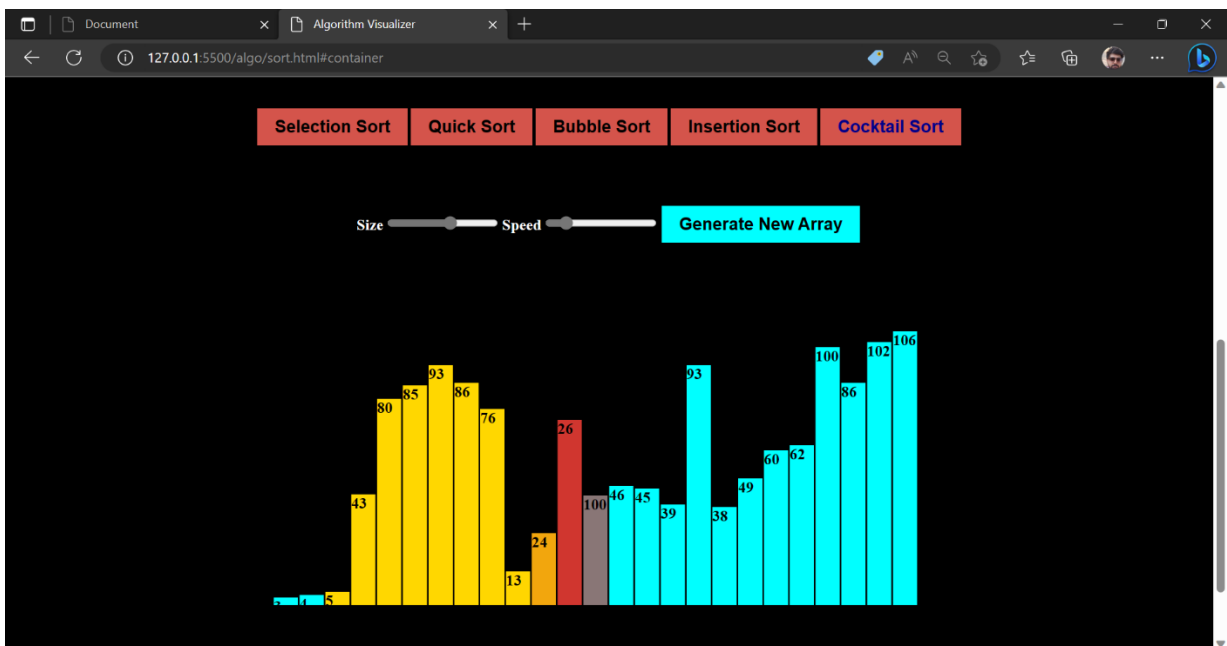 Document
Algorithm Visualizer
127.0.0.1:5500/algo/sort.html#container
Selection Sort Quick Sort Bubble Sort Insertion Sort Cocktail Sort
Size Speed Generate New Array
5 43 80 85 93 86 76 13 24 26 100 46 45 39 93 38 49 60 62 100 86 102 106